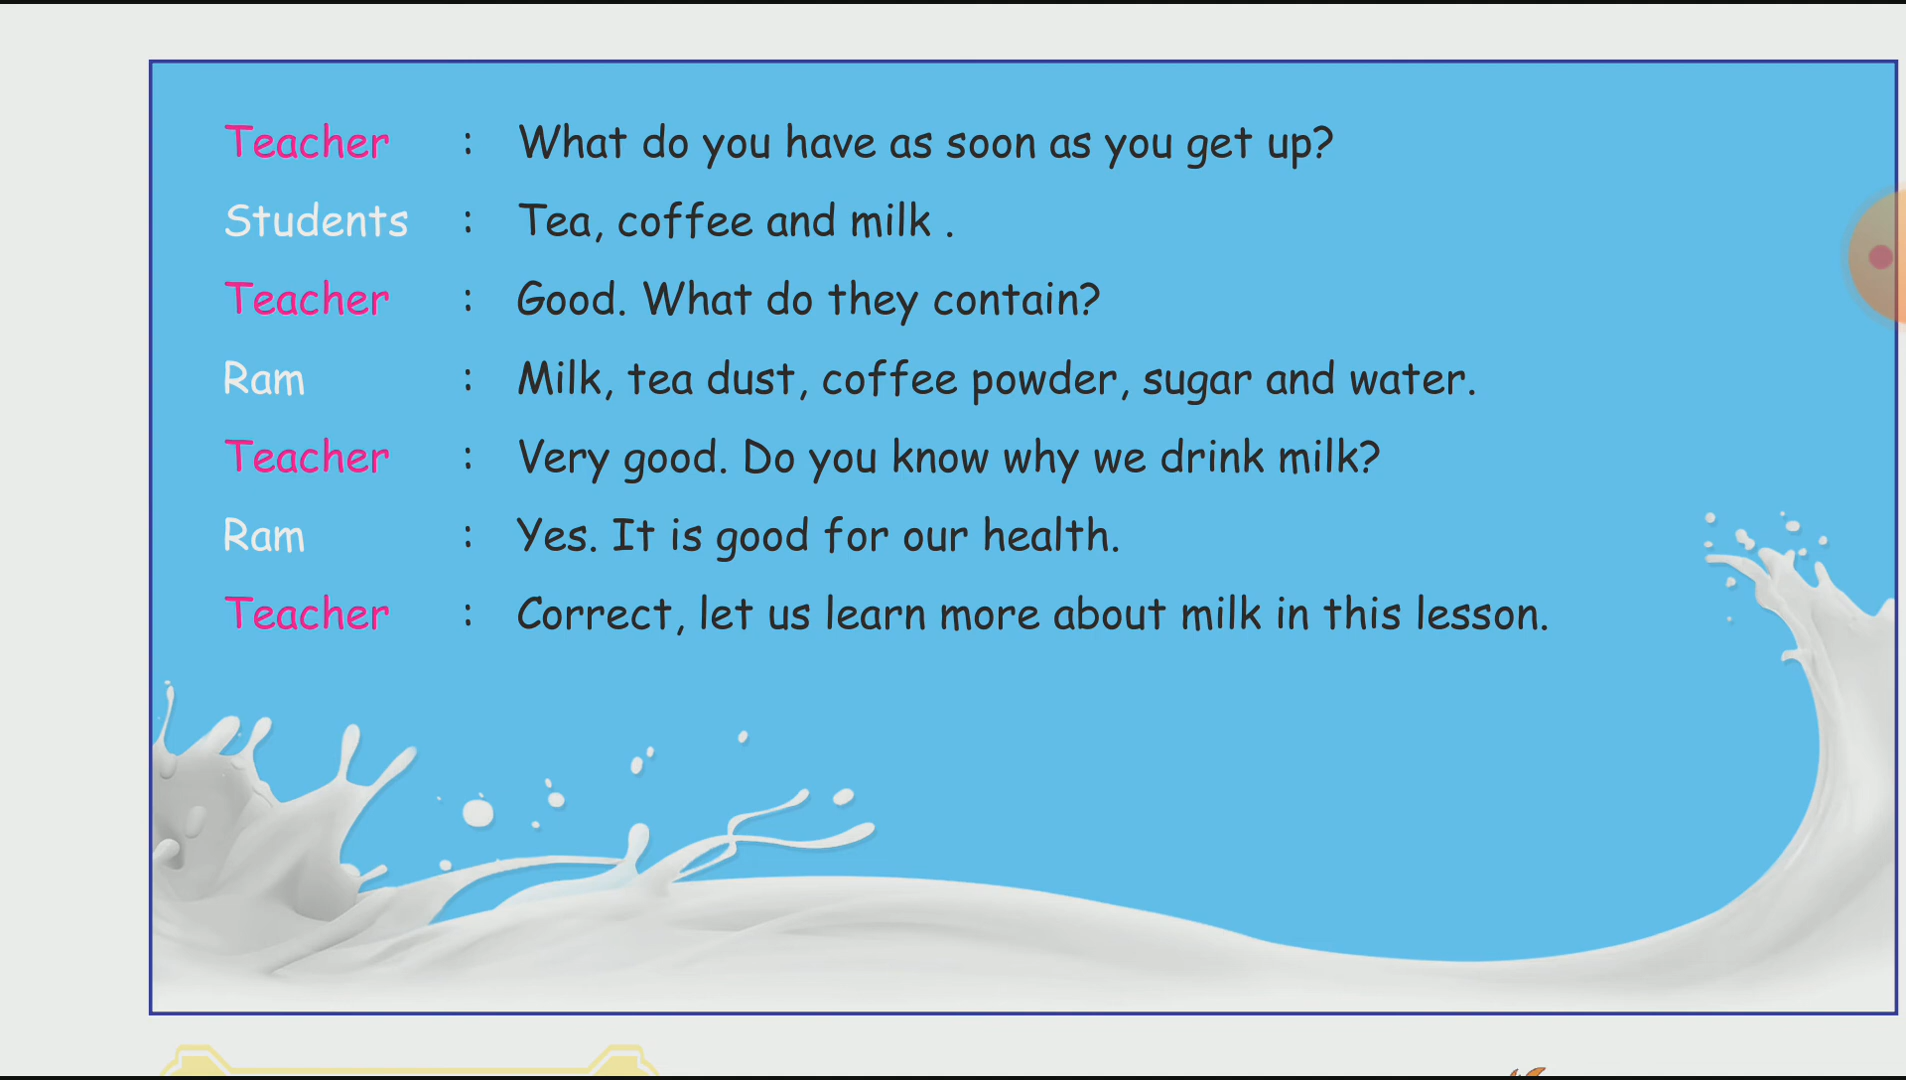 Teacher : What do you have as soon as you get up?
Students : Tea, coffee and milk .
Teacher : Good. What do they contain?
Ram : Milk, tea dust, coffee powder, sugar and water.
Teacher : Very good. Do you know why we drink milk?
Ram : Yes. It is good for our health.
Teacher : Correct, let us learn more about milk in this lesson.